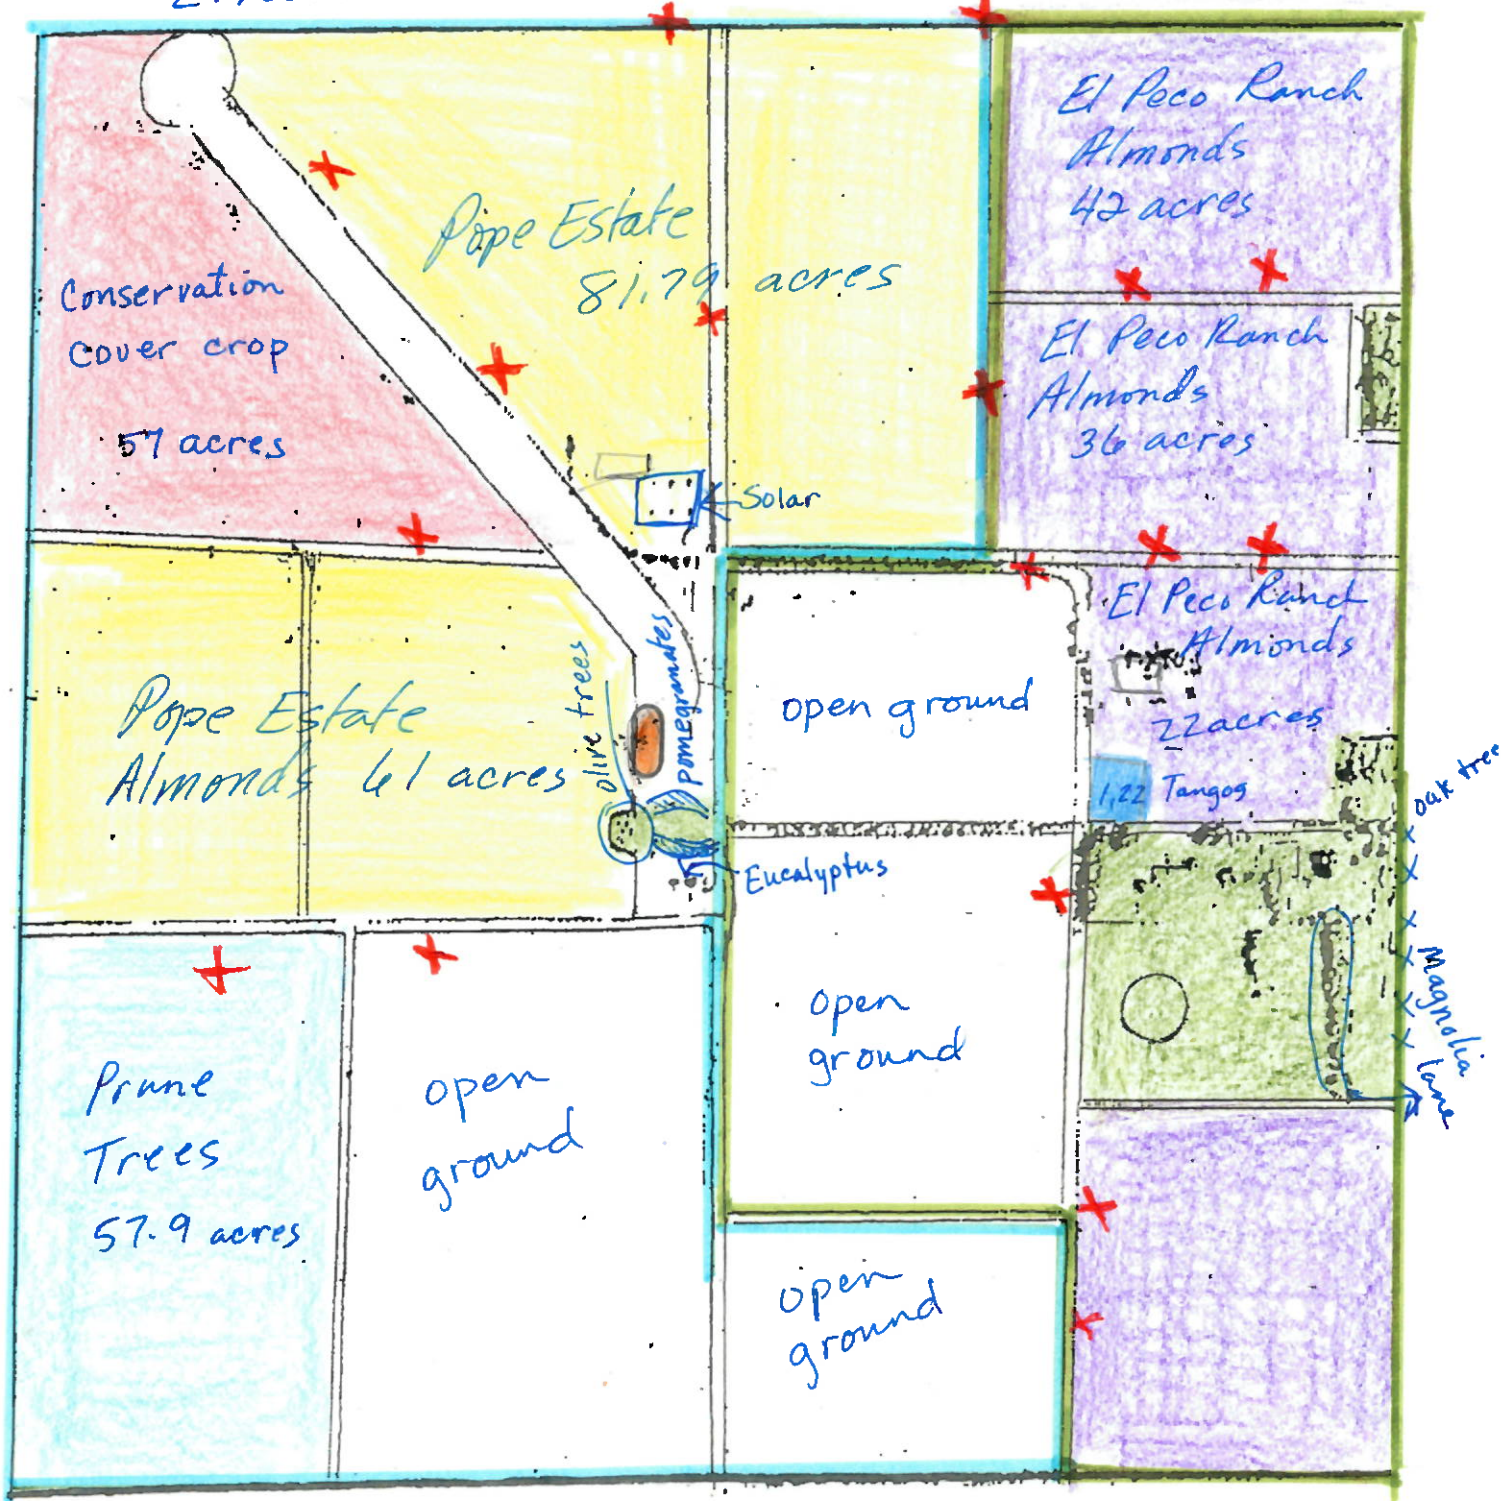 El Peco Ranch
Almonds
42 acres
Pope Estate
81.79 acres
Conservation
Cover crop
57 acres
El Peco Ranch
Almonds
36 acres
Solar
El Peco Ranch
Almonds
22 acres
1.22 Tangos
oak tree
Pope Estate
Almonds 61 acres
olive trees
Pomegranates
open ground
Eucalyptus
Magnolia
lane
open
ground
Prune
Trees
57.9 acres
open
ground
open
ground